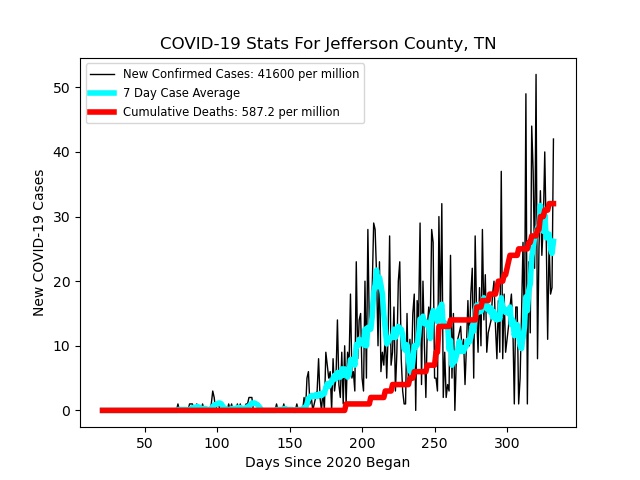 COVID-19 Stats For Jefferson County, TN
New Confirmed Cases: 41600 per million
7 Day Case Average
Cumulative Deaths: 587.2 per million
New COVID-19 Cases
50
40
30
20
10
0
50 100 150 200 250 300
Days Since 2020 Began